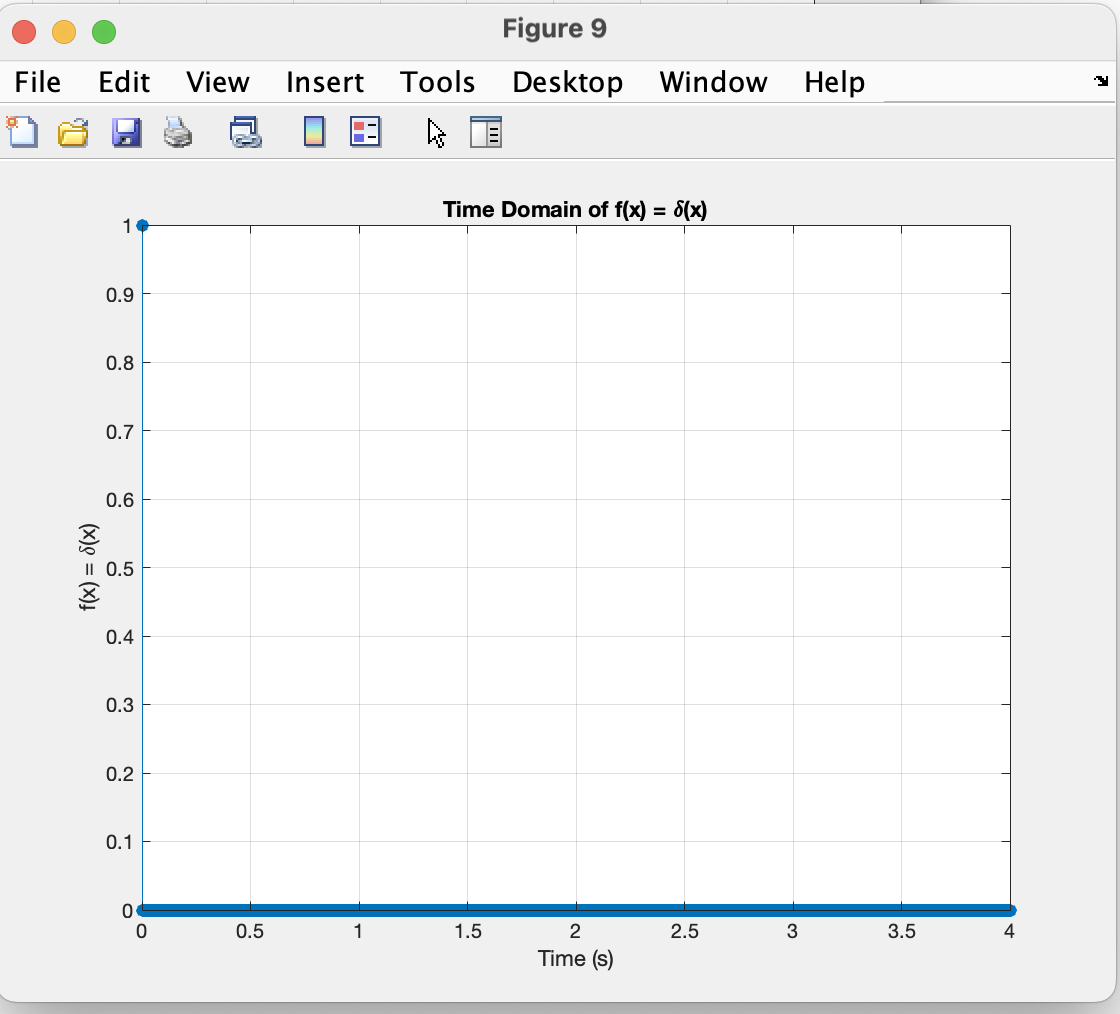 Figure 9
File Edit View Insert Tools Desktop Window Help
Time Domain of f(x) = δ(x)
1
0.9
0.8
0.7
0.6
0.5
0.4
0.3
0.2
0.1
0
f(x) = δ(x)
0 0.5 1 1.5 2 2.5 3 3.5 4
Time (s)